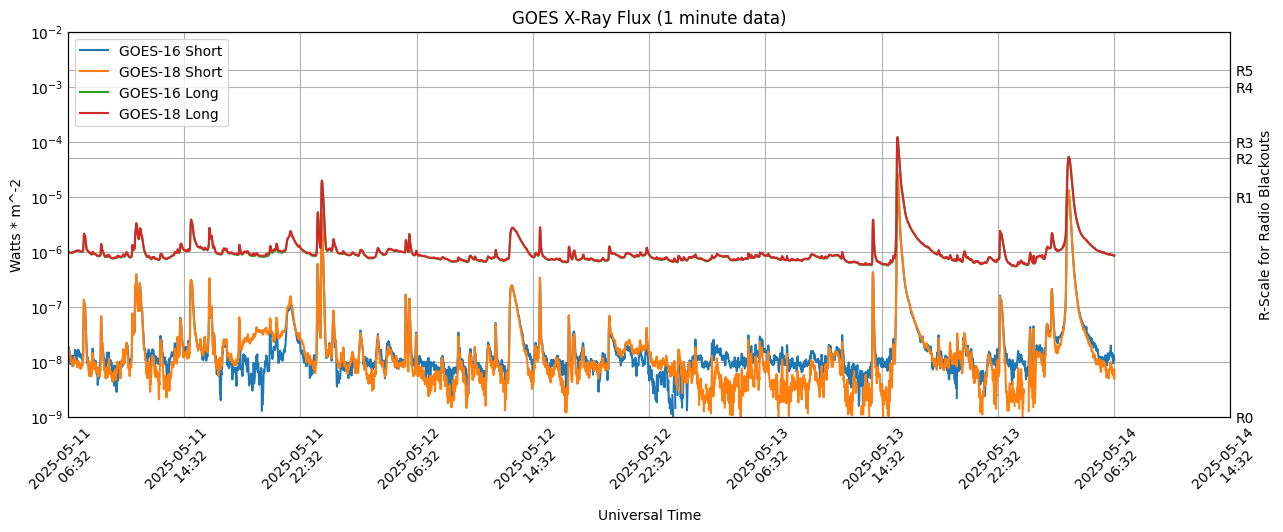 GOES X-Ray Flux (1 minute data)
GOES-16 Short
GOES-18 Short
GOES-16 Long
GOES-18 Long
10^-2
10^-3
10^-4
10^-5
10^-6
10^-7
10^-8
10^-9
Watts * m^-2
R5
R4
R3
R2
R1
R0
R-Scale for Radio Blackouts
2025-05-11
06:32
2025-05-11
14:32
2025-05-11
22:32
2025-05-12
06:32
2025-05-12
14:32
2025-05-12
22:32
2025-05-13
06:32
2025-05-13
14:32
2025-05-13
22:32
2025-05-14
06:32
2025-05-14
14:32
Universal Time